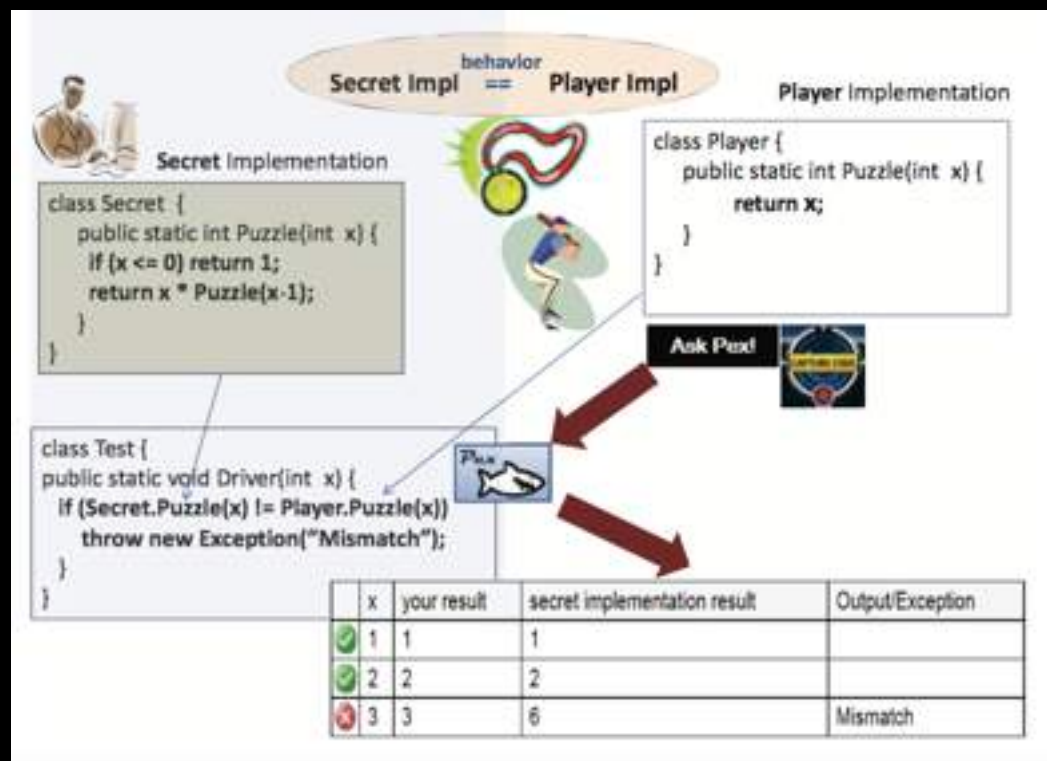 behavior
Secret Impl == Player Impl
Player Implementation
class Player {
public static int Puzzle(int x) {
return x;
}
}
Secret Implementation
class Secret {
public static int Puzzle(int x) {
if (x <= 0) return 1;
return x * Puzzle(x-1);
}
}
Ask Pex!
class Test {
public static void Driver(int x) {
if (Secret.Puzzle(x) != Player.Puzzle(x))
throw new Exception("Mismatch");
}
}
Pex
x your result secret implementation result Output/Exception
1 1 1
2 2 2
3 3 6 Mismatch